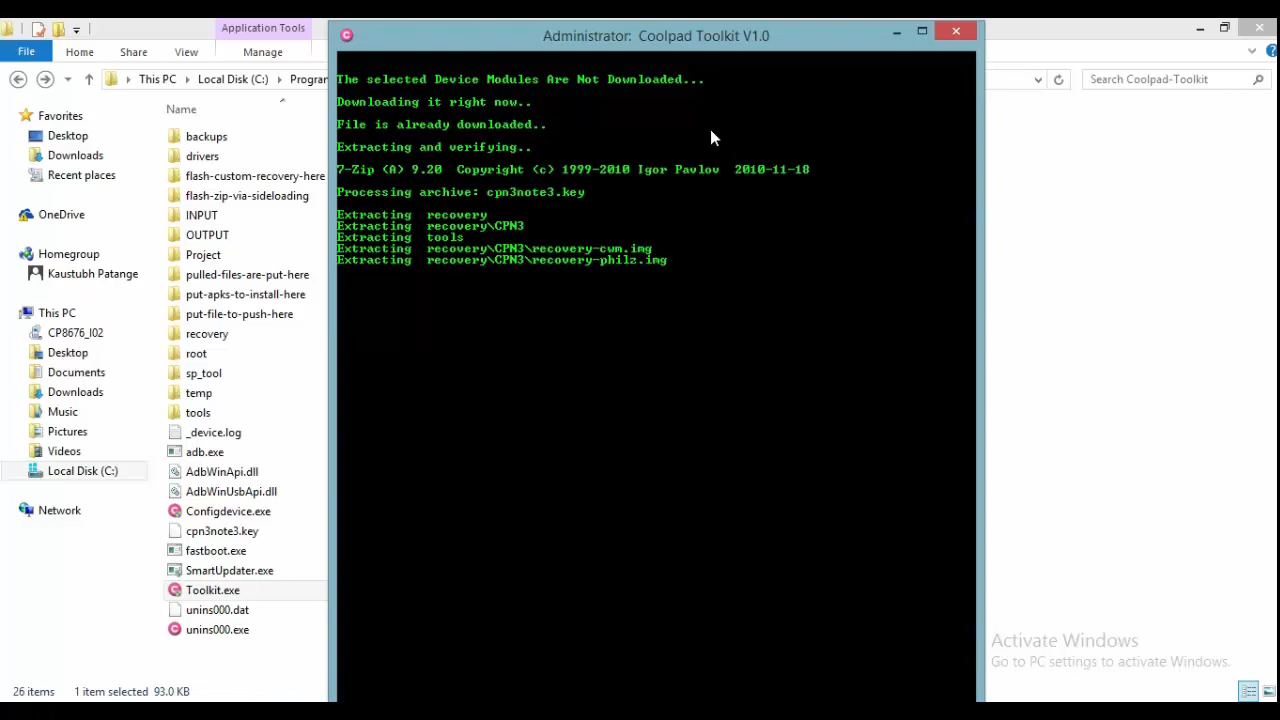 Application Tools
Administrator: Coolpad Toolkit V1.0
File Home Share View Manage
This PC Local Disk (C:) Program
Search Coolpad-Toolkit
Favorites
Desktop
Downloads
Recent places
OneDrive
Homegroup
Kaustubh Patange
This PC
CP8676_I02
Desktop
Documents
Downloads
Music
Pictures
Videos
Local Disk (C:)
Network
Name
backups
drivers
flash-custom-recovery-here
flash-zip-via-sideloading
INPUT
OUTPUT
Project
pulled-files-are-put-here
put-apks-to-install-here
put-file-to-push-here
recovery
root
sp_tool
temp
tools
_device.log
adb.exe
AdbWinApi.dll
AdbWinUsbApi.dll
Configdevice.exe
cpn3note3.key
fastboot.exe
SmartUpdater.exe
Toolkit.exe
unins000.dat
unins000.exe
The selected Device Modules Are Not Downloaded...
Downloading it right now..
File is already downloaded..
Extracting and verifying..
7-Zip (A) 9.20 Copyright (c) 1999-2010 Igor Pavlov 2010-11-18
Processing archive: cpn3note3.key
Extracting recovery
Extracting recovery\CPN3
Extracting tools
Extracting recovery\CPN3\recovery-cwm.img
Extracting recovery\CPN3\recovery-philz.img
Activate Windows
Go to PC settings to activate Windows.
26 items 1 item selected 93.0 KB